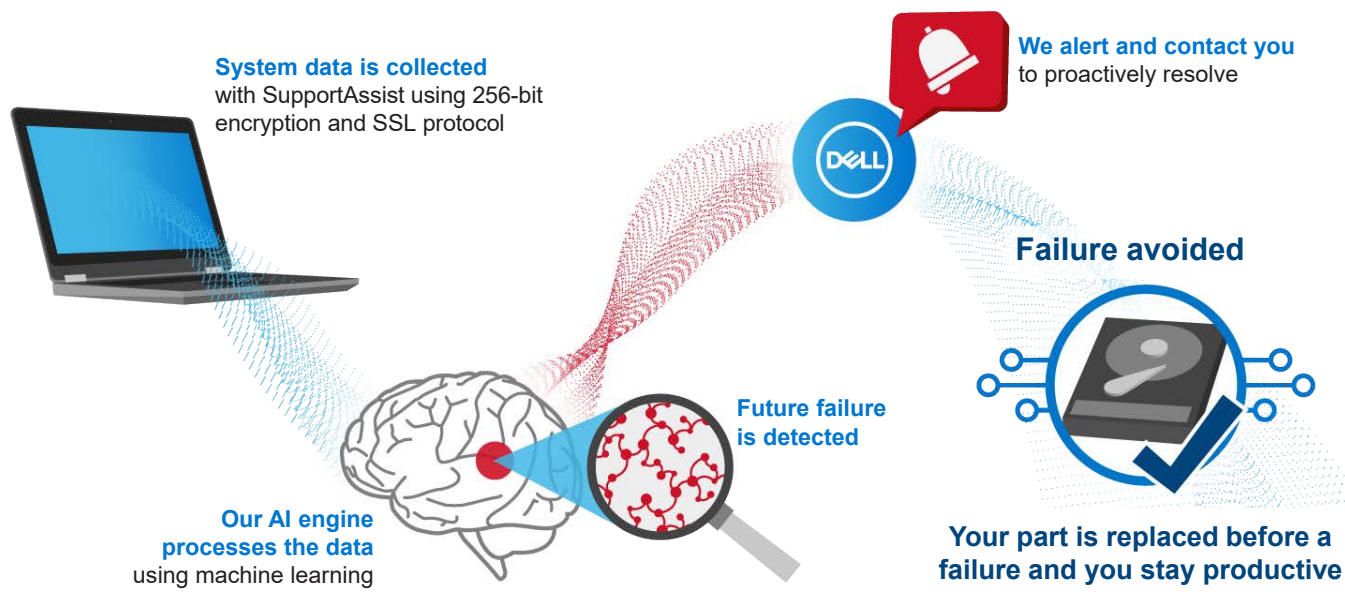 System data is collected
with SupportAssist using 256-bit
encryption and SSL protocol
Our AI engine
processes the data
using machine learning
Future failure
is detected
DELL
We alert and contact you
to proactively resolve
Failure avoided
Your part is replaced before a
failure and you stay productive